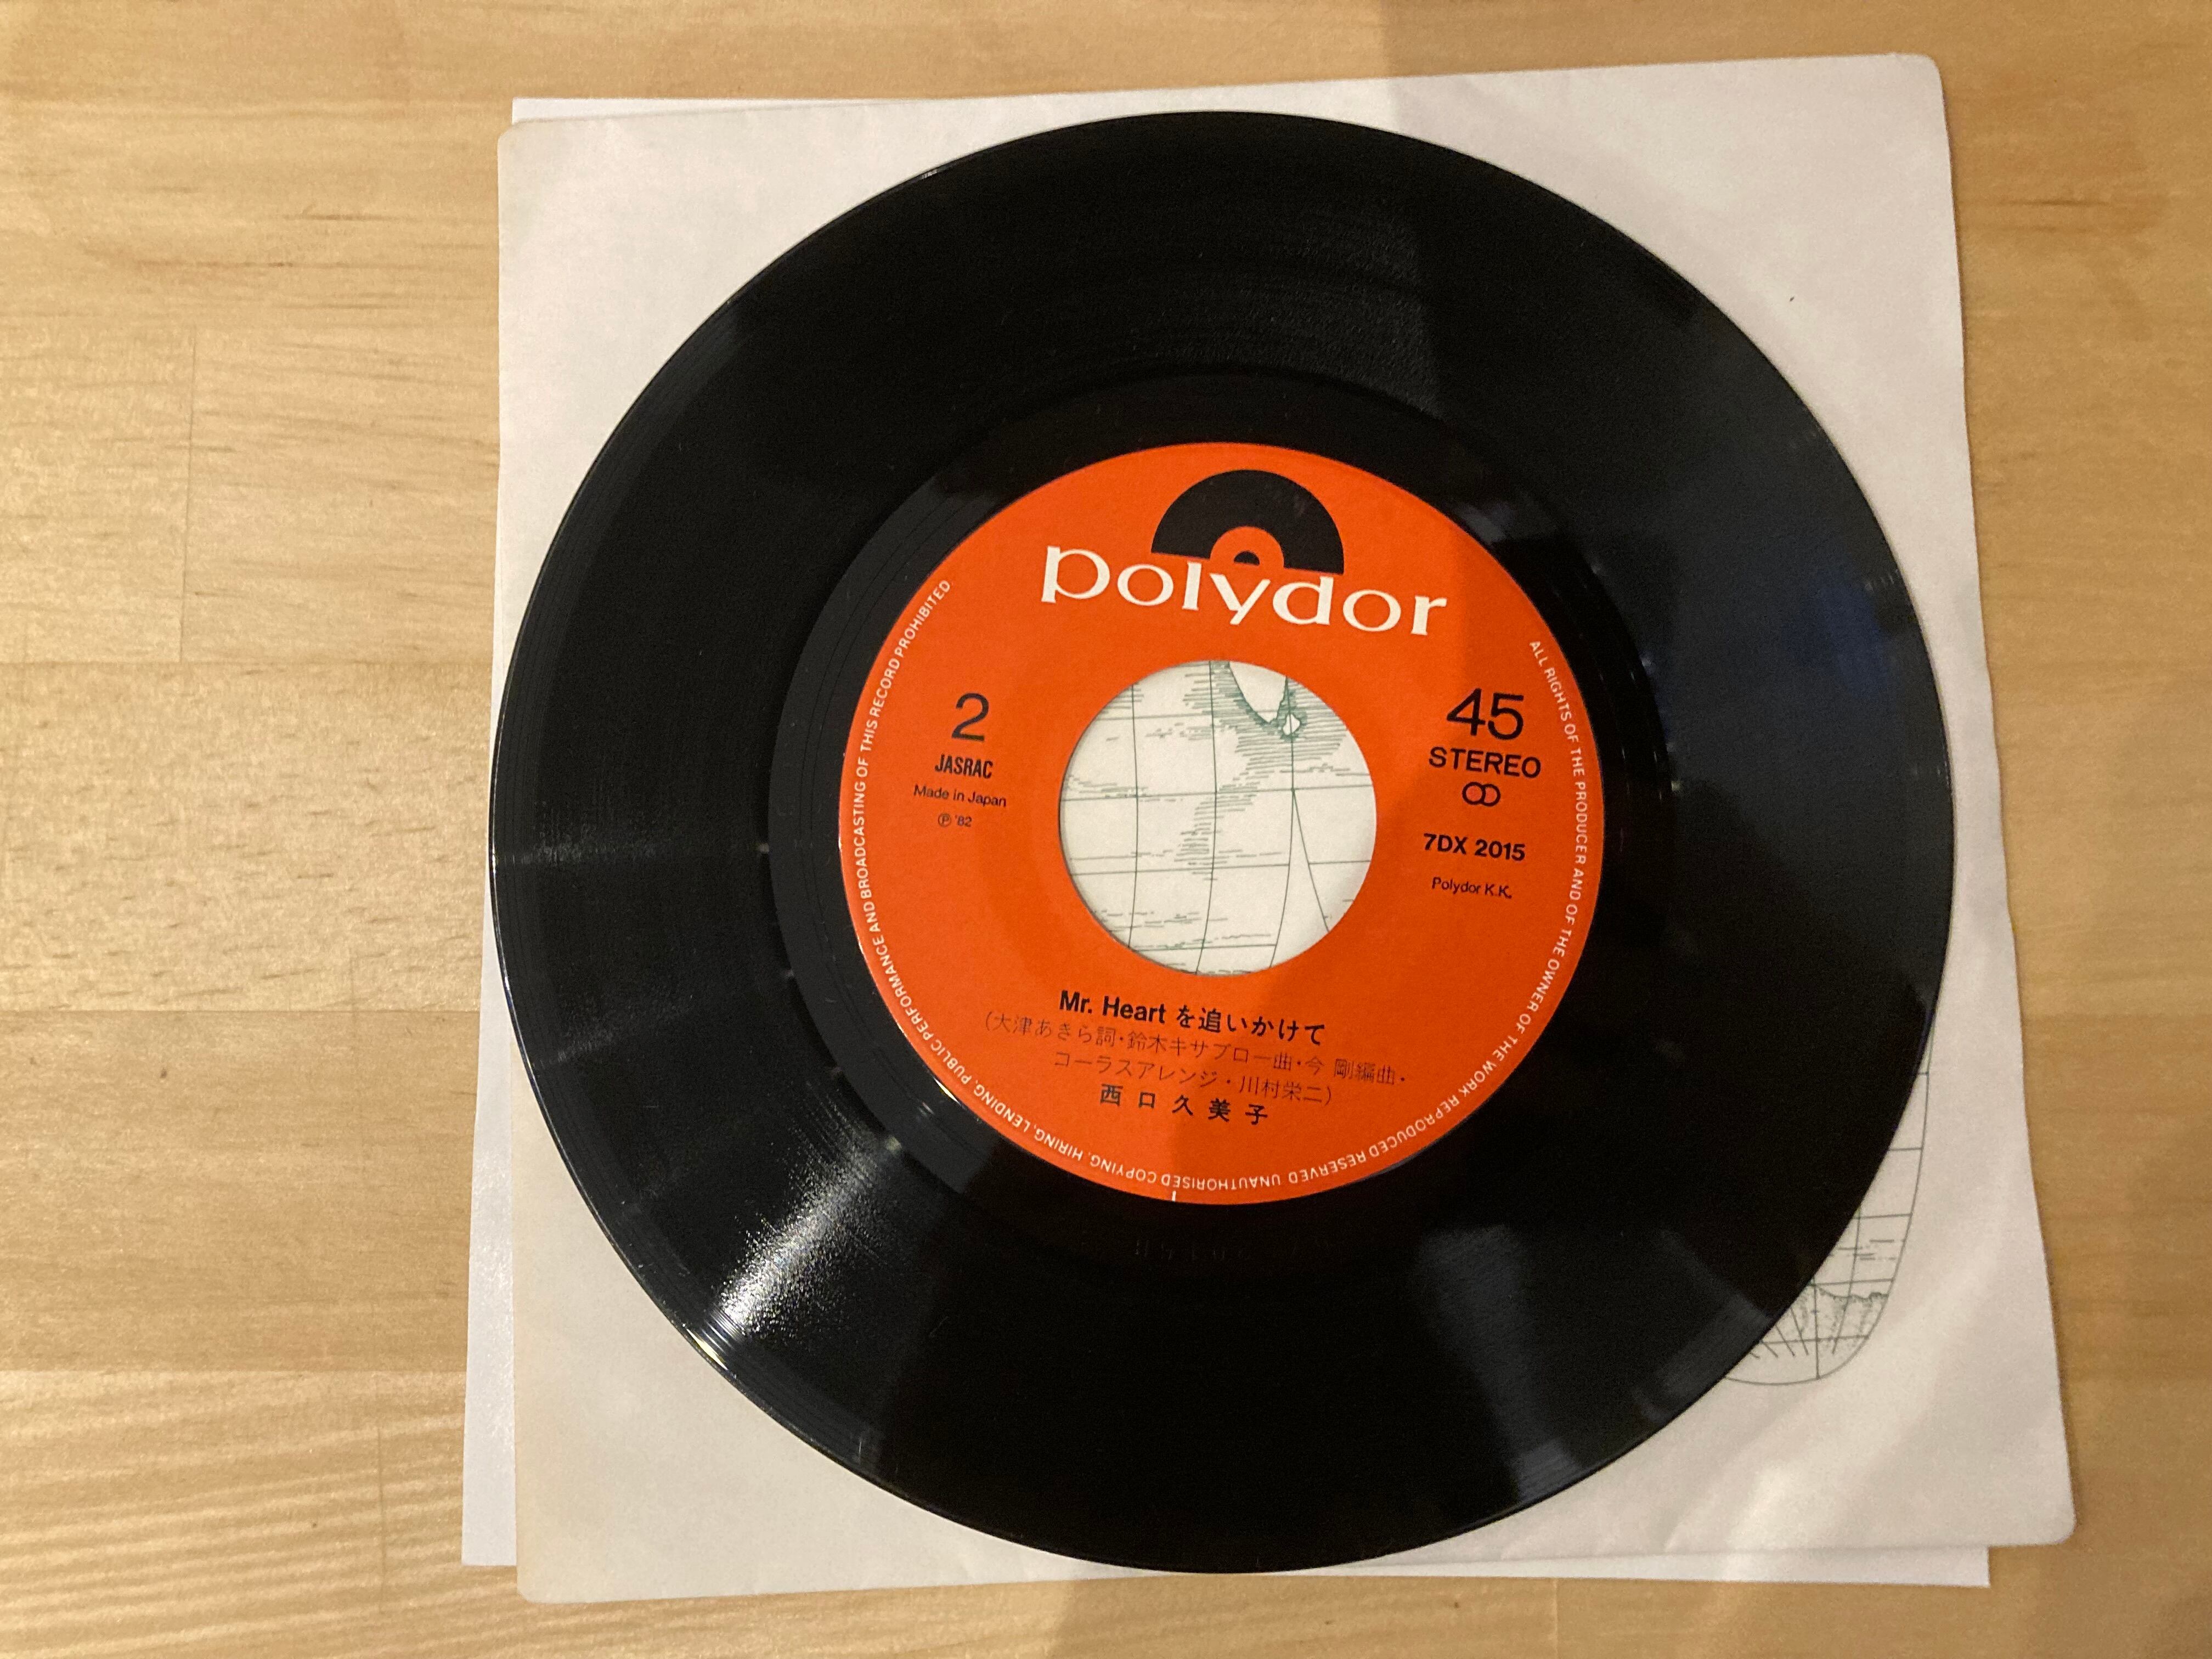 polydor
2
JASRAC
Made in Japan
Ⓟ '82
45
STEREO
7DX 2015
Polydor K.K.
Mr. Heart を追いかけて
(大津あきら詞・鈴木キサブロー曲・今 剛編曲・
コーラスアレンジ・川村栄二)
西口久美子
ALL RIGHTS OF THE PRODUCER AND OF THE OWNER OF THE WORK REPRODUCED RESERVED UNAUTHORISED COPYING, HIRING, LENDING, PUBLIC PERFORMANCE AND BROADCASTING OF THIS RECORD PROHIBITED